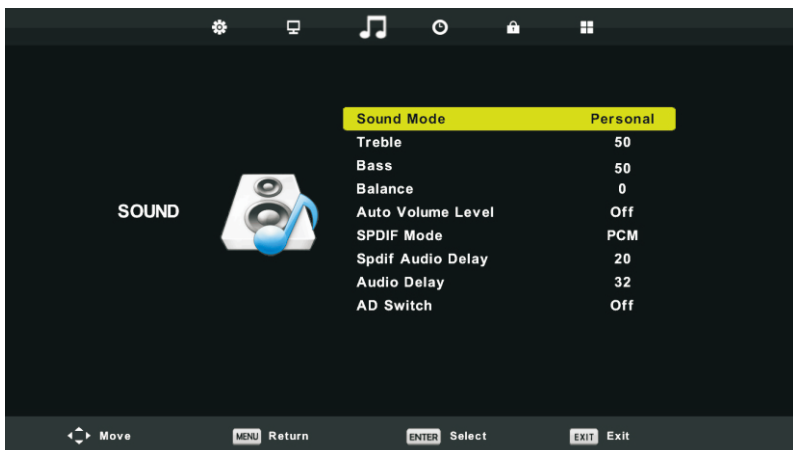 Sound Mode Personal
Treble 50
Bass 50
Balance 0
SOUND
Auto Volume Level Off
SPDIF Mode PCM
Spdif Audio Delay 20
Audio Delay 32
AD Switch Off
Move MENU Return ENTER Select EXIT Exit